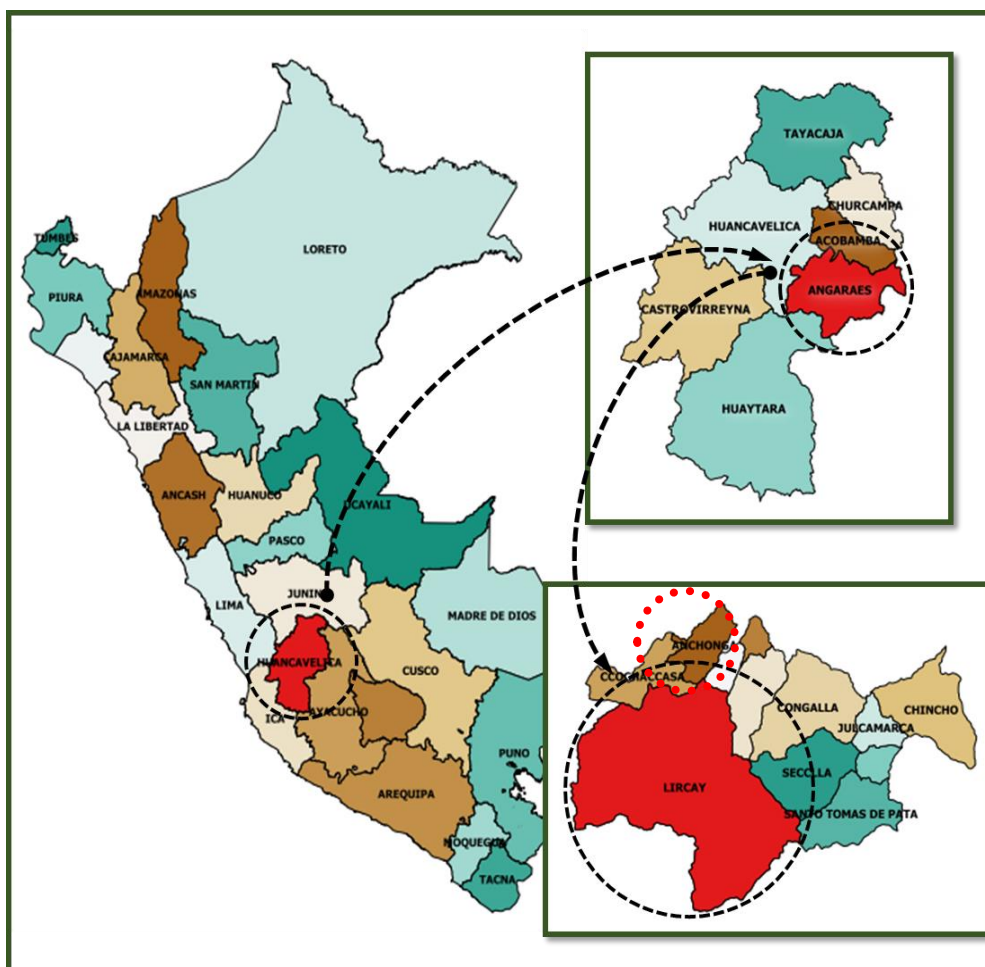 LORETO
TUMBES
PIURA
AMAZONAS
CAJAMARCA
SAN MARTIN
LA LIBERTAD
ANCASH
HUANUCO
UCAYALI
PASCO
LIMA
JUNIN
MADRE DE DIOS
HUANCAVELICA
CUSCO
ICA
AYACUCHO
PUNO
AREQUIPA
MOQUEGUA
TACNA
TAYACAJA
CHURCAMPA
HUANCAVELICA
ACOBAMBA
ANGARAES
CASTROVIRREYNA
HUAYTARA
ANCHONG
CCOCHACCASA
CONGALLA
CHINCHO
JULCAMARCA
SECCLLA
LIRCAY
SANTO TOMAS DE PATA